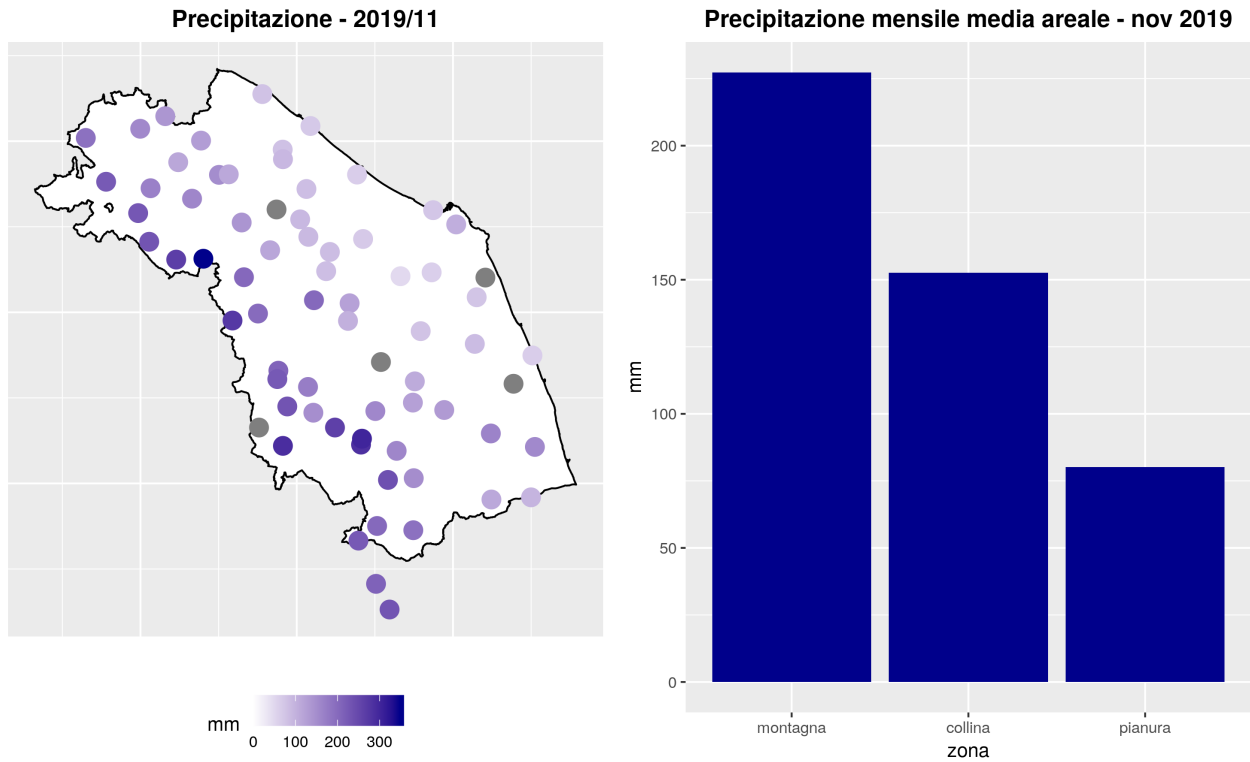 Precipitazione - 2019/11
mm
0 100 200 300
Precipitazione mensile media areale - nov 2019
mm
200
150
100
50
0
montagna collina pianura
zona